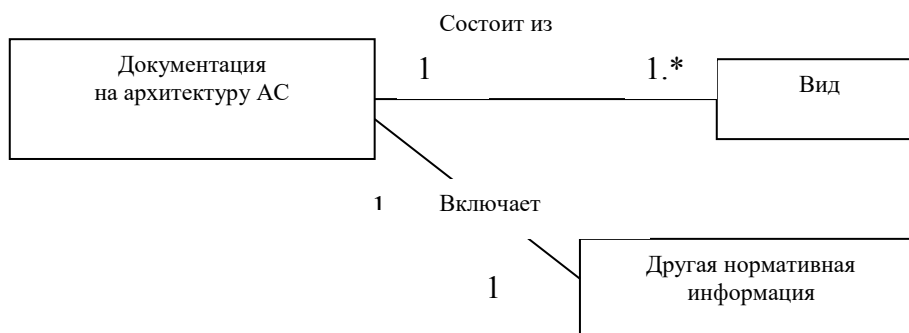 Состоит из
Документация
на архитектуру АС
1
1.*
Вид
1
Включает
1
Другая нормативная
информация